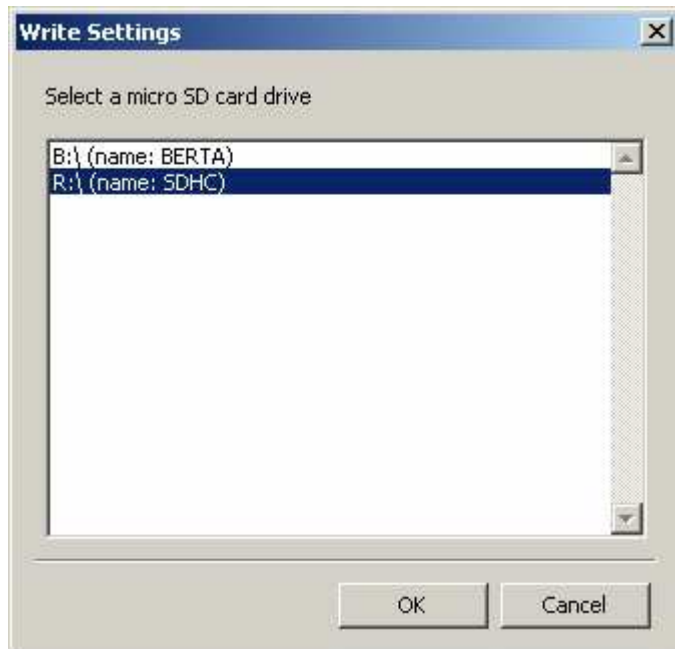 Write Settings
Select a micro SD card drive
B:\ (name: BERTA)
R:\ (name: SDHC)
OK Cancel